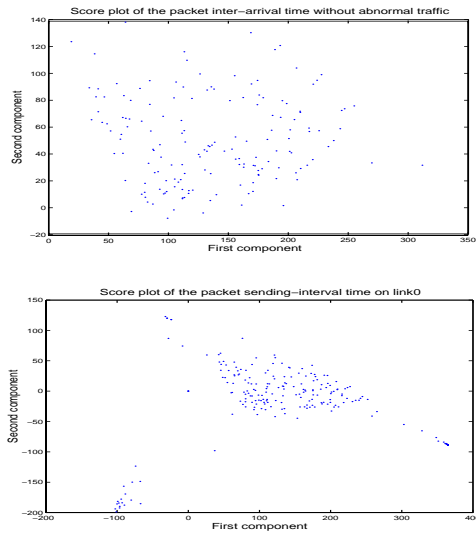 Score plot of the packet inter−arrival time without abnormal traffic
140
120
100
80
60
40
20
0
−20
Second component
0 50 100 150 200 250 300 350
First component
Score plot of the packet sending−interval time on link0
150
100
50
0
−50
−100
−150
−200
Second component
−200 −100 0 100 200 300 40
First component